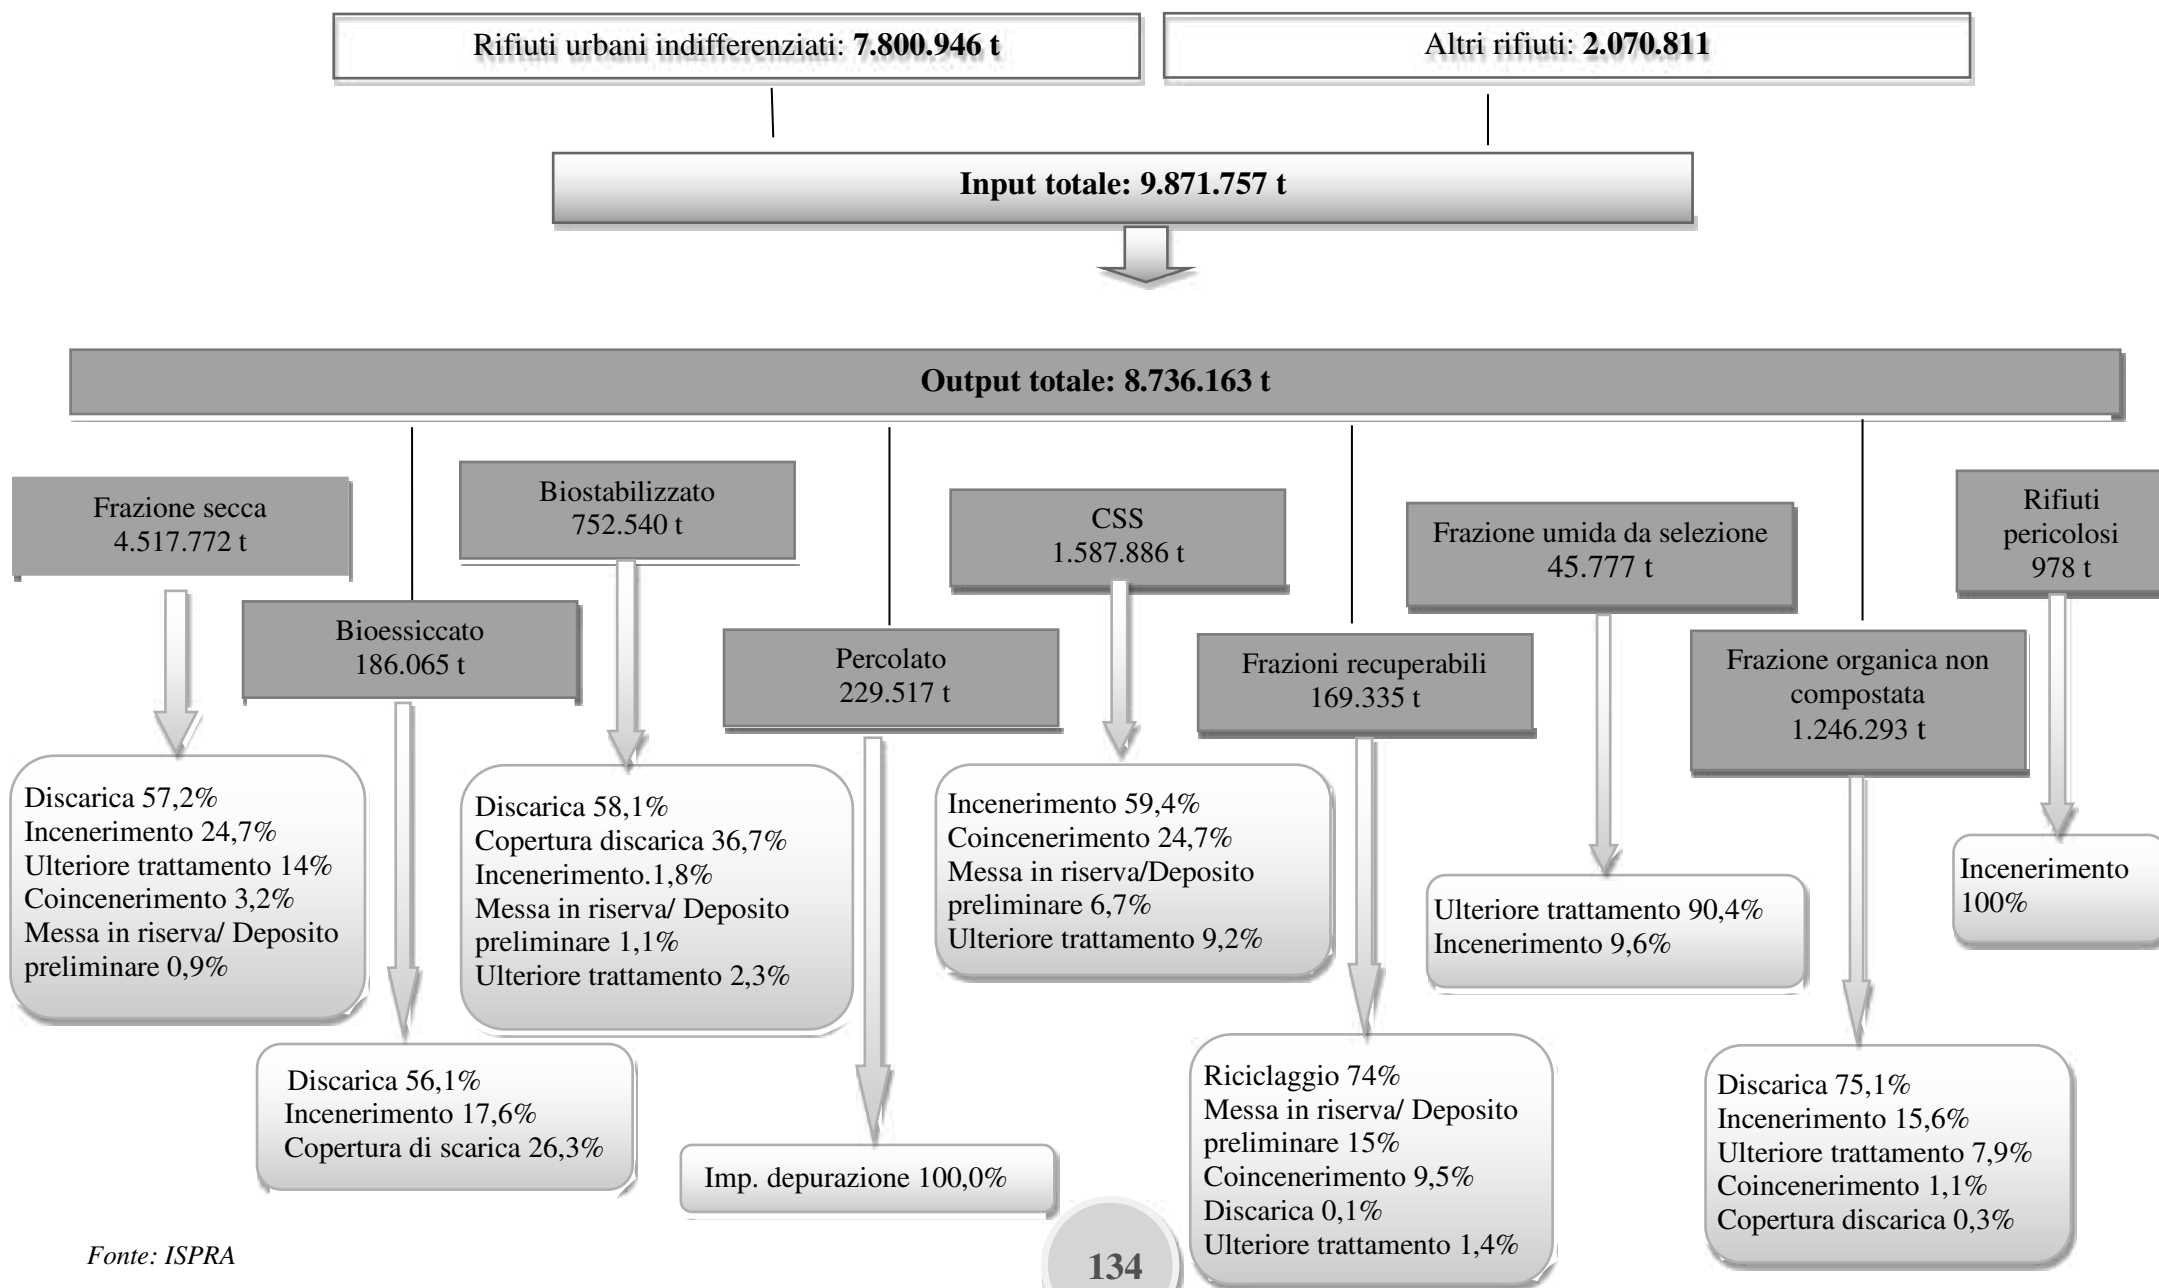 Rifiuti urbani indifferenziati: 7.800.946 t
Altri rifiuti: 2.070.811
Input totale: 9.871.757 t
Output totale: 8.736.163 t
Frazione secca
4.517.772 t
Bioessiccato
186.065 t
Biostabilizzato
752.540 t
Percolato
229.517 t
CSS
1.587.886 t
Frazioni recuperabili
169.335 t
Frazione umida da selezione
45.777 t
Frazione organica non
compostata
1.246.293 t
Rifiuti
pericolosi
978 t
Discarica 57,2%
Incenerimento 24,7%
Ulteriore trattamento 14%
Coincenerimento 3,2%
Messa in riserva/ Deposito
preliminare 0,9%
Discarica 56,1%
Incenerimento 17,6%
Copertura di scarica 26,3%
Discarica 58,1%
Copertura discarica 36,7%
Incenerimento.1,8%
Messa in riserva/ Deposito
preliminare 1,1%
Ulteriore trattamento 2,3%
Imp. depurazione 100,0%
Incenerimento 59,4%
Coincenerimento 24,7%
Messa in riserva/Deposito
preliminare 6,7%
Ulteriore trattamento 9,2%
Riciclaggio 74%
Messa in riserva/ Deposito
preliminare 15%
Coincenerimento 9,5%
Discarica 0,1%
Ulteriore trattamento 1,4%
Ulteriore trattamento 90,4%
Incenerimento 9,6%
Discarica 75,1%
Incenerimento 15,6%
Ulteriore trattamento 7,9%
Coincenerimento 1,1%
Copertura discarica 0,3%
Incenerimento
100%
Fonte: ISPRA
134